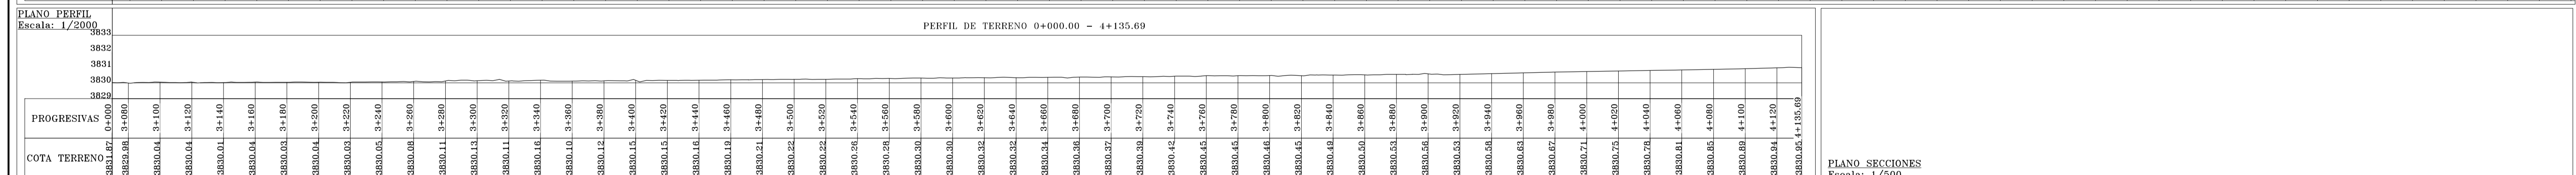 PLANO PERFIL
Escala: 1/2000
PERFIL DE TERRENO 0+000.00 - 4+135.69
3833
3832
3831
3830
3829
PROGRESIVAS 0+000 3+080 3+100 3+120 3+140 3+160 3+180 3+200 3+220 3+240 3+260 3+280 3+300 3+320 3+340 3+360 3+380 3+400 3+420 3+440 3+460 3+480 3+500 3+520 3+540 3+560 3+580 3+600 3+620 3+640 3+660 3+680 3+700 3+720 3+740 3+760 3+780 3+800 3+820 3+840 3+860 3+880 3+900 3+920 3+940 3+960 3+980 4+000 4+020 4+040 4+060 4+080 4+100 4+120 4+135.69
COTA TERRENO 3831.87 3829.98 3830.04 3830.04 3830.01 3830.04 3830.03 3830.04 3830.03 3830.05 3830.08 3830.11 3830.13 3830.11 3830.16 3830.10 3830.12 3830.15 3830.15 3830.16 3830.19 3830.21 3830.22 3830.22 3830.26 3830.28 3830.30 3830.30 3830.32 3830.32 3830.34 3830.36 3830.37 3830.39 3830.42 3830.45 3830.45 3830.46 3830.45 3830.49 3830.50 3830.53 3830.56 3830.53 3830.58 3830.63 3830.67 3830.71 3830.75 3830.78 3830.81 3830.85 3830.89 3830.94 3830.95
PLANO SECCIONES
Escala: 1/500